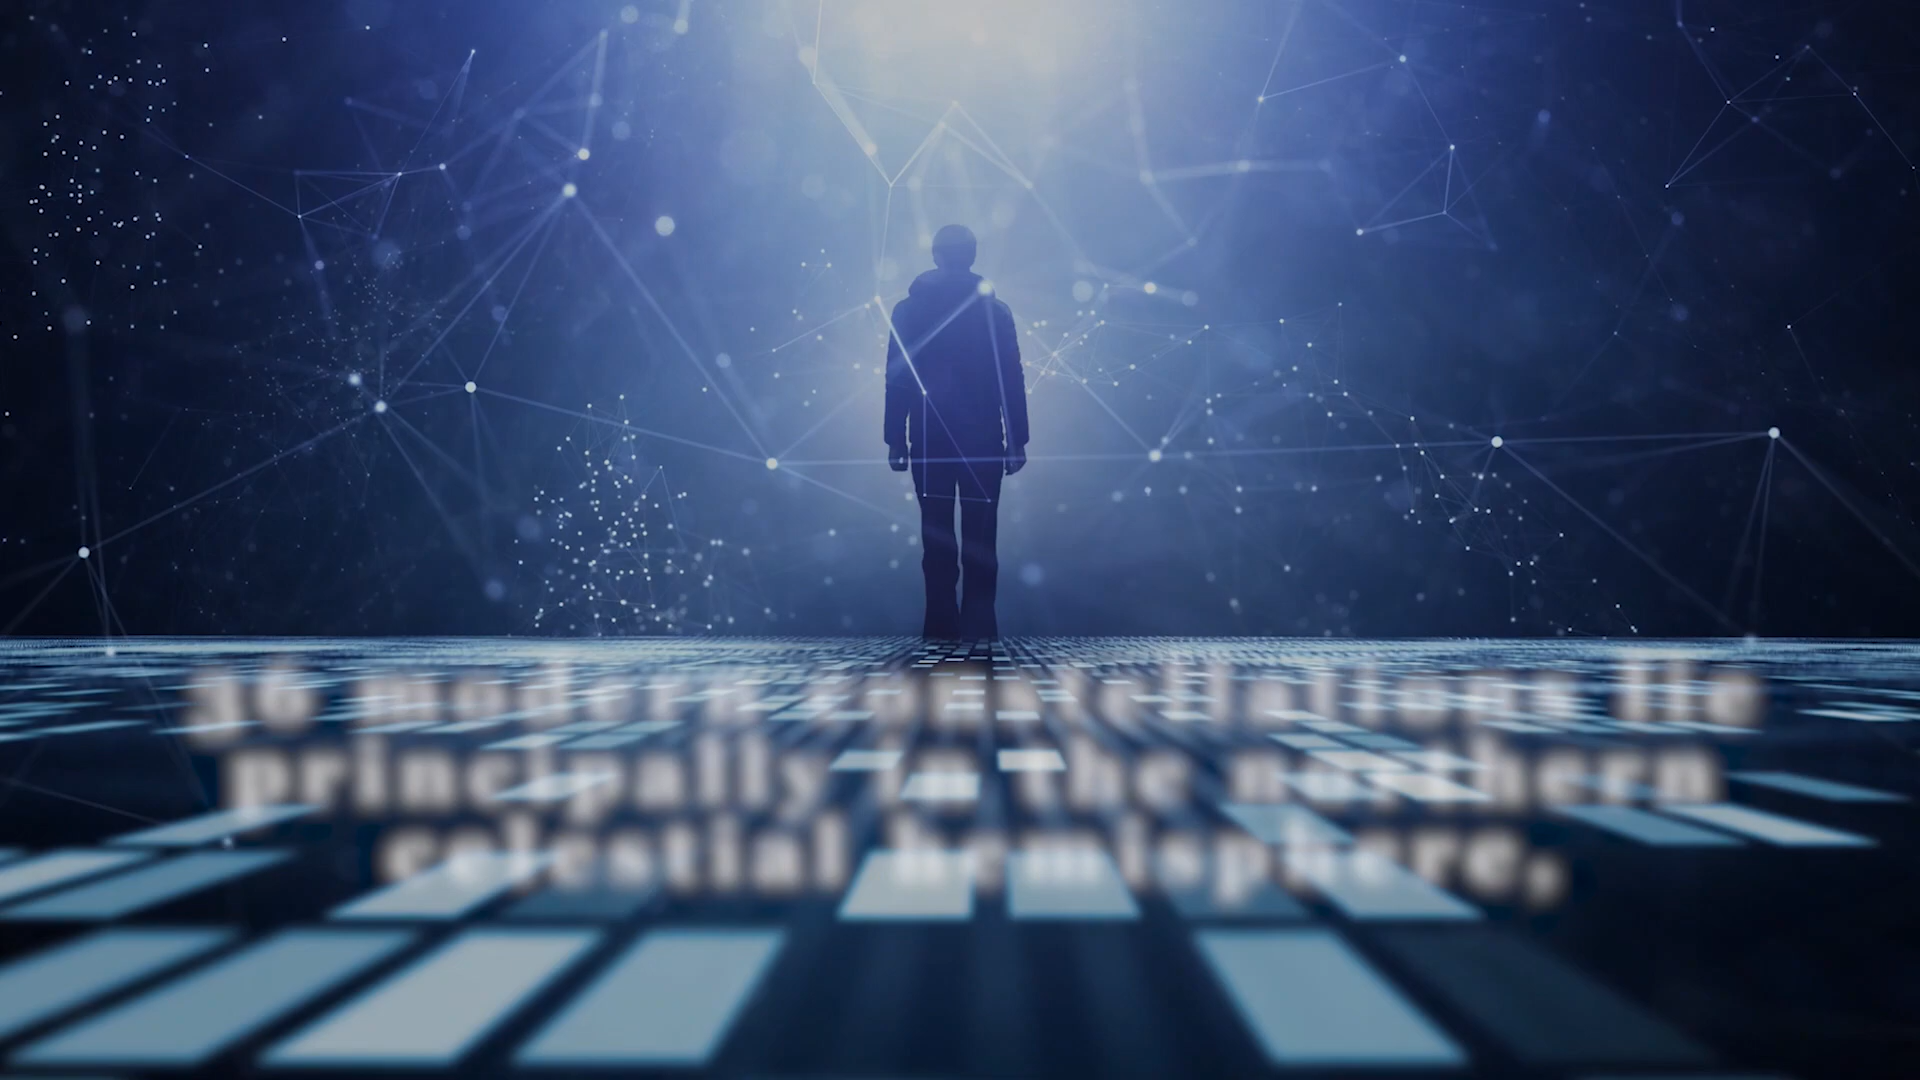 36 modern constellations lie
principally in the northern
celestial hemisphere,